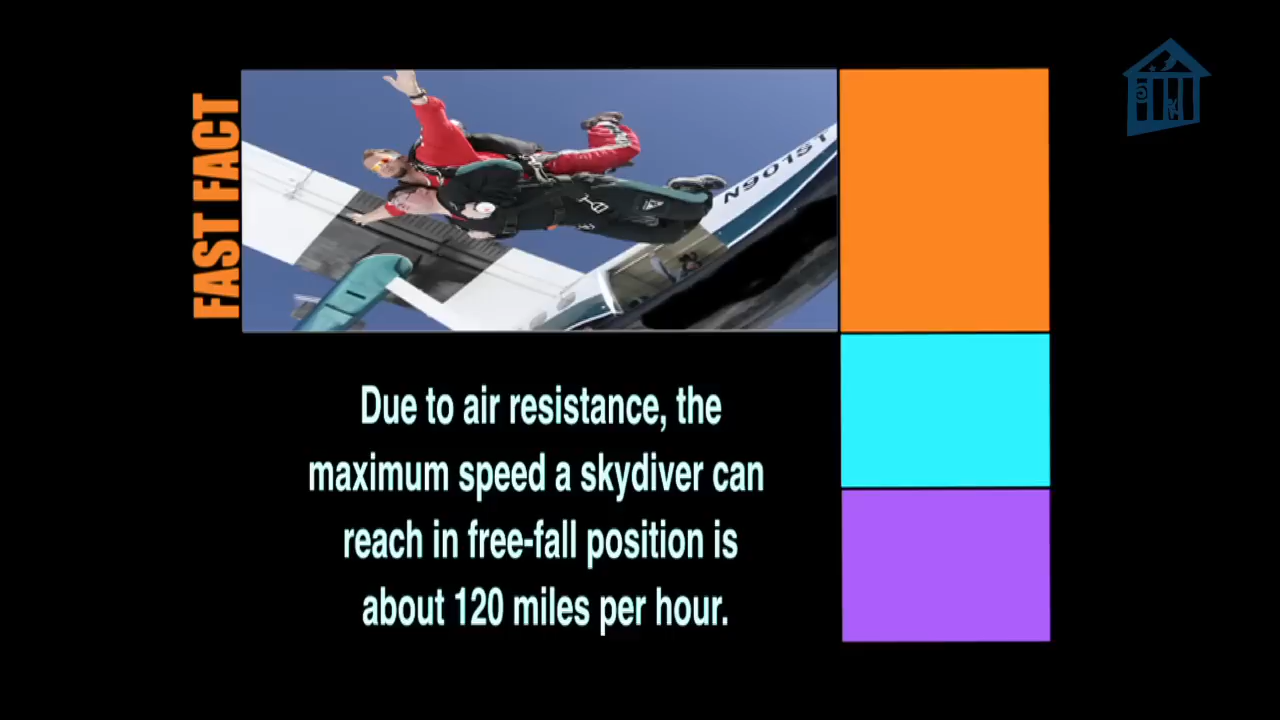 FAST FACT
N901ST
Due to air resistance, the
maximum speed a skydiver can
reach in free-fall position is
about 120 miles per hour.